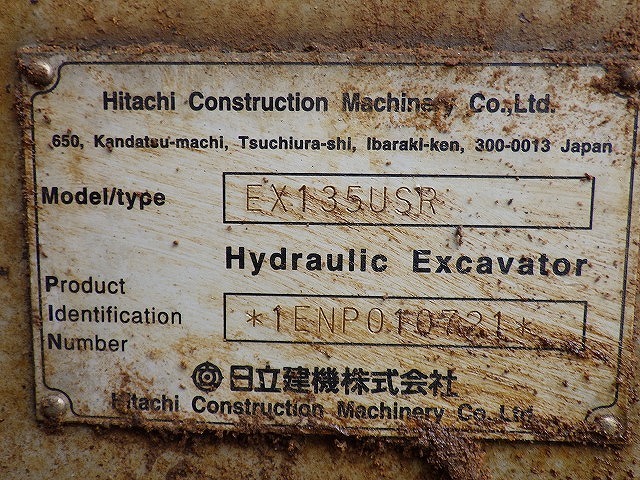 Hitachi Construction Machinery Co.,Ltd.
650, Kandatsu-machi, Tsuchiura-shi, Ibaraki-ken, 300-0013 Japan
Model/type EX135USR
Hydraulic Excavator
Product
Identification
Number
*1ENP010721*
日立建機株式会社
Hitachi Construction Machinery Co.,Ltd.